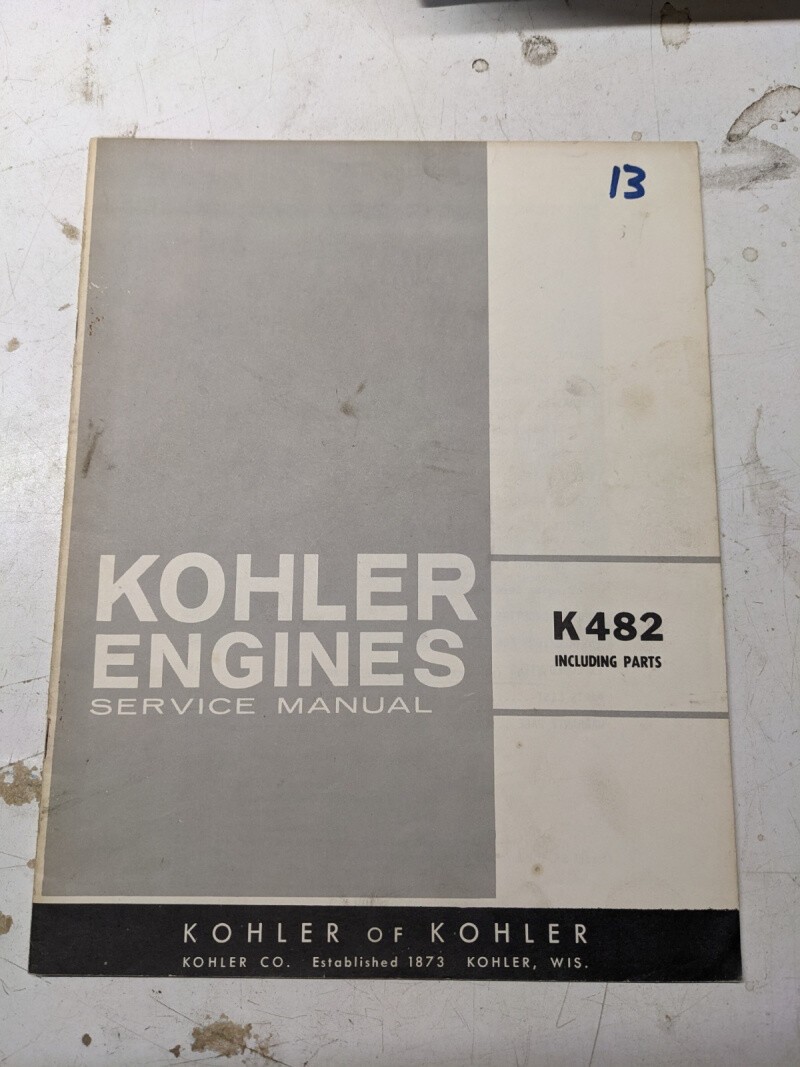 13
KOHLER
ENGINES
SERVICE MANUAL
K482
INCLUDING PARTS
KOHLER OF KOHLER
KOHLER CO. Established 1873 KOHLER, WIS.